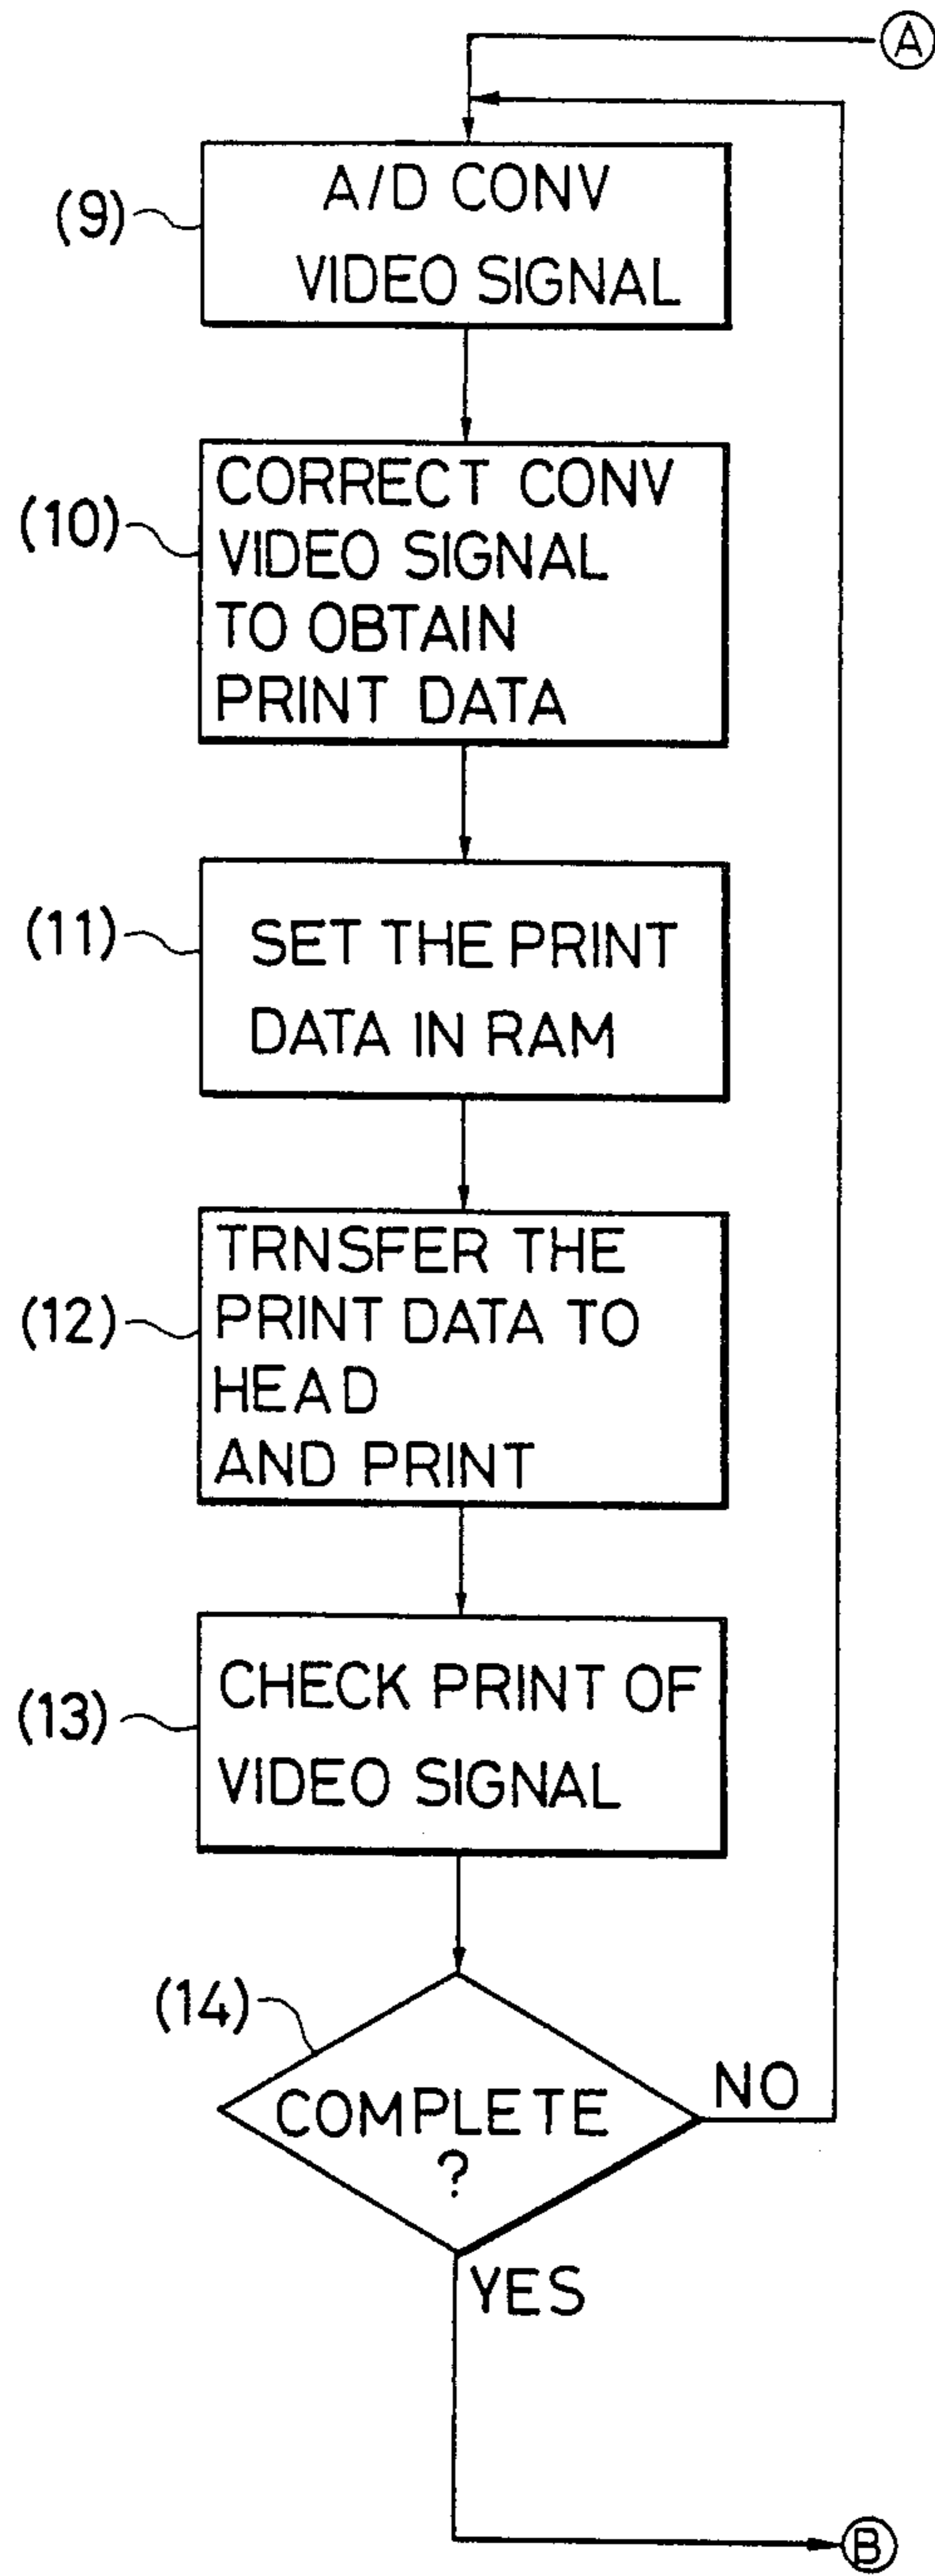 A
(9)
A/D CONV
VIDEO SIGNAL
(10)
CORRECT CONV
VIDEO SIGNAL
TO OBTAIN
PRINT DATA
(11)
SET THE PRINT
DATA IN RAM
(12)
TRNSFER THE
PRINT DATA TO
HEAD
AND PRINT
(13)
CHECK PRINT OF
VIDEO SIGNAL
(14)
COMPLETE
?
NO
YES
B